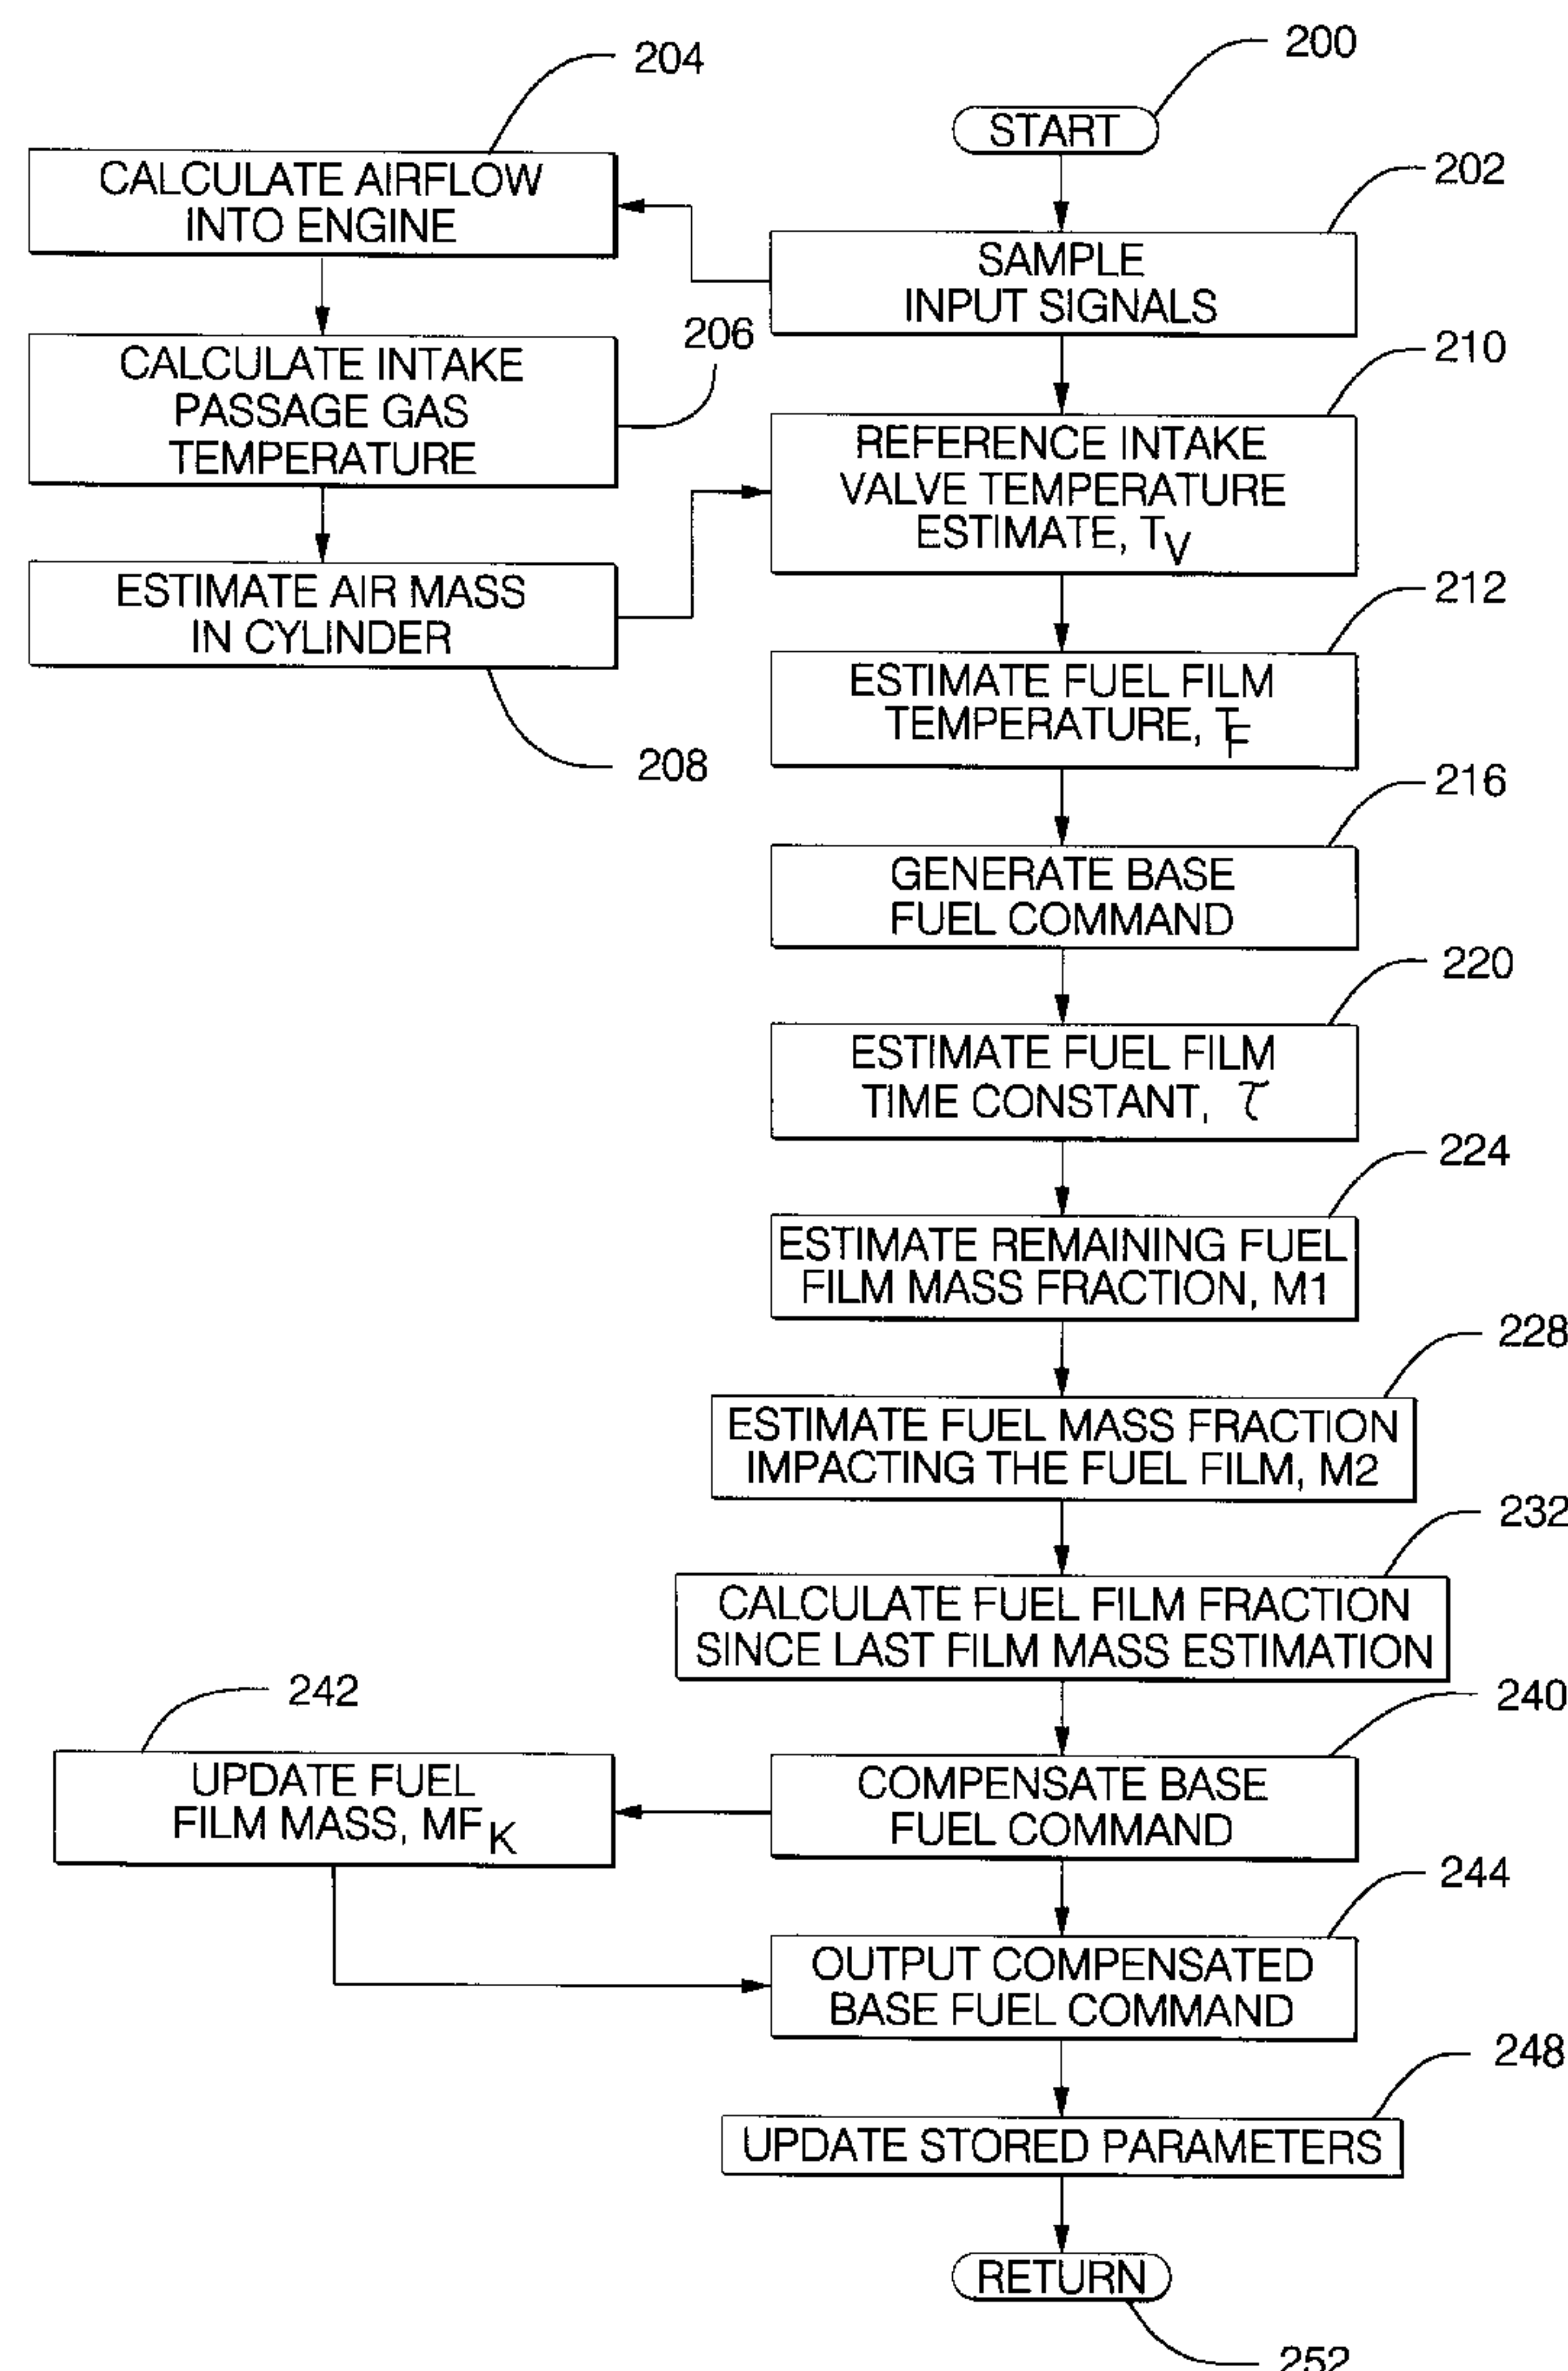 200
START
204
CALCULATE AIRFLOW
INTO ENGINE
202
SAMPLE
INPUT SIGNALS
206
CALCULATE INTAKE
PASSAGE GAS
TEMPERATURE
210
REFERENCE INTAKE
VALVE TEMPERATURE
ESTIMATE, TV
ESTIMATE AIR MASS
IN CYLINDER
208
212
ESTIMATE FUEL FILM
TEMPERATURE, TF
216
GENERATE BASE
FUEL COMMAND
220
ESTIMATE FUEL FILM
TIME CONSTANT, τ
224
ESTIMATE REMAINING FUEL
FILM MASS FRACTION, M1
228
ESTIMATE FUEL MASS FRACTION
IMPACTING THE FUEL FILM, M2
232
CALCULATE FUEL FILM FRACTION
SINCE LAST FILM MASS ESTIMATION
240
COMPENSATE BASE
FUEL COMMAND
242
UPDATE FUEL
FILM MASS, MFK
244
OUTPUT COMPENSATED
BASE FUEL COMMAND
248
UPDATE STORED PARAMETERS
RETURN
252